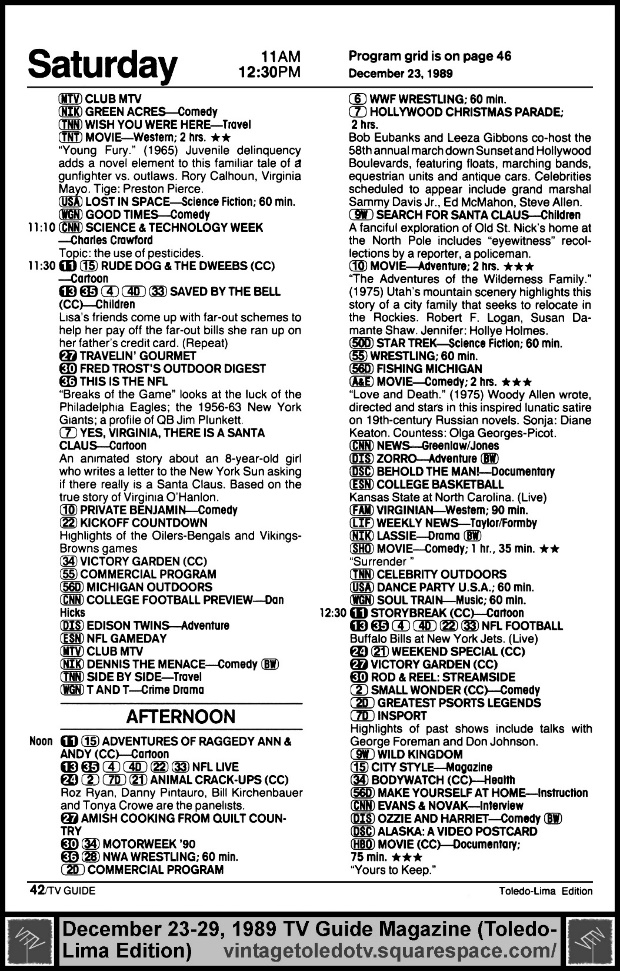 Saturday
11AM
12:30PM
Program grid is on page 46
December 23, 1989
MTV CLUB MTV
NIK GREEN ACRES—Comedy
TNN WISH YOU WERE HERE—Travel
TNT MOVIE—Western; 2 hrs. ★★
"Young Fury." (1965) Juvenile delinquency
adds a novel element to this familiar tale of a
gunfighter vs. outlaws. Rory Calhoun, Virginia
Mayo. Tige: Preston Pierce.
USA LOST IN SPACE—Science Fiction; 60 min.
WGN GOOD TIMES—Comedy
11:10 CNN SCIENCE & TECHNOLOGY WEEK
—Charles Crawford
Topic: the use of pesticides.
11:30 11 15 RUDE DOG & THE DWEEBS (CC)
—Cartoon
13 35 4 4D 33 SAVED BY THE BELL
(CC)—Children
Lisa's friends come up with far-out schemes to
help her pay off the far-out bills she ran up on
her father's credit card. (Repeat)
27 TRAVELIN' GOURMET
30 FRED TROST'S OUTDOOR DIGEST
36 THIS IS THE NFL
"Breaks of the Game" looks at the luck of the
Philadelphia Eagles; the 1956-63 New York
Giants; a profile of QB Jim Plunkett.
7 YES, VIRGINIA, THERE IS A SANTA
CLAUS—Cartoon
An animated story about an 8-year-old girl
who writes a letter to the New York Sun asking
if there really is a Santa Claus. Based on the
true story of Virginia O'Hanlon.
10 PRIVATE BENJAMIN—Comedy
22 KICKOFF COUNTDOWN
Highlights of the Oilers-Bengals and Vikings-
Browns games
34 VICTORY GARDEN (CC)
55 COMMERCIAL PROGRAM
56D MICHIGAN OUTDOORS
CNN COLLEGE FOOTBALL PREVIEW—Dan
Hicks
DIS EDISON TWINS—Adventure
ESN NFL GAMEDAY
MTV CLUB MTV
NIK DENNIS THE MENACE—Comedy BW
TNN SIDE BY SIDE—Travel
WGN T AND T—Crime Drama
AFTERNOON
Noon 11 15 ADVENTURES OF RAGGEDY ANN &
ANDY (CC)—Cartoon
13 35 4 4D 22 33 NFL LIVE
24 2 7D 21 ANIMAL CRACK-UPS (CC)
Roz Ryan, Danny Pintauro, Bill Kirchenbauer
and Tonya Crowe are the panelists.
27 AMISH COOKING FROM QUILT COUN-
TRY
30 34 MOTORWEEK '90
36 28 NWA WRESTLING; 60 min.
2D COMMERCIAL PROGRAM
6 WWF WRESTLING; 60 min.
7 HOLLYWOOD CHRISTMAS PARADE;
2 hrs.
Bob Eubanks and Leeza Gibbons co-host the
58th annual march down Sunset and Hollywood
Boulevards, featuring floats, marching bands,
equestrian units and antique cars. Celebrities
scheduled to appear include grand marshal
Sammy Davis Jr., Ed McMahon, Steve Allen.
9W SEARCH FOR SANTA CLAUS—Children
A fanciful exploration of Old St. Nick's home at
the North Pole includes "eyewitness" recol-
lections by a reporter, a policeman.
10 MOVIE—Adventure; 2 hrs. ★★★
"The Adventures of the Wilderness Family."
(1975) Utah's mountain scenery highlights this
story of a city family that seeks to relocate in
the Rockies. Robert F. Logan, Susan Da-
mante Shaw. Jennifer: Hollye Holmes.
50D STAR TREK—Science Fiction; 60 min.
55 WRESTLING; 60 min.
56D FISHING MICHIGAN
A&E MOVIE—Comedy; 2 hrs. ★★★
"Love and Death." (1975) Woody Allen wrote,
directed and stars in this inspired lunatic satire
on 19th-century Russian novels. Sonja: Diane
Keaton. Countess: Olga Georges-Picot.
CNN NEWS—Greenlaw/Jones
DIS ZORRO—Adventure BW
DSC BEHOLD THE MAN!—Documentary
ESN COLLEGE BASKETBALL
Kansas State at North Carolina. (Live)
FAM VIRGINIAN—Western; 90 min.
LIF WEEKLY NEWS—Taylor/Formby
NIK LASSIE—Drama BW
SHO MOVIE—Comedy; 1 hr., 35 min. ★★
"Surrender "
TNN CELEBRITY OUTDOORS
USA DANCE PARTY U.S.A.; 60 min.
WGN SOUL TRAIN—Music; 60 min.
12:30 11 STORYBREAK (CC)—Cartoon
13 35 4 4D 22 33 NFL FOOTBALL
Buffalo Bills at New York Jets. (Live)
24 21 WEEKEND SPECIAL (CC)
27 VICTORY GARDEN (CC)
30 ROD & REEL: STREAMSIDE
2 SMALL WONDER (CC)—Comedy
2D GREATEST PSORTS LEGENDS
7D INSPORT
Highlights of past shows include talks with
George Foreman and Don Johnson.
9W WILD KINGDOM
15 CITY STYLE—Magazine
34 BODYWATCH (CC)—Health
56D MAKE YOURSELF AT HOME—Instruction
CNN EVANS & NOVAK—Interview
DIS OZZIE AND HARRIET—Comedy BW
DSC ALASKA: A VIDEO POSTCARD
HBO MOVIE (CC)—Documentary;
75 min. ★★★
"Yours to Keep."
42/TV GUIDE
Toledo-Lima Edition
December 23-29, 1989 TV Guide Magazine (Toledo-
Lima Edition) vintagetoledotv.squarespace.com/